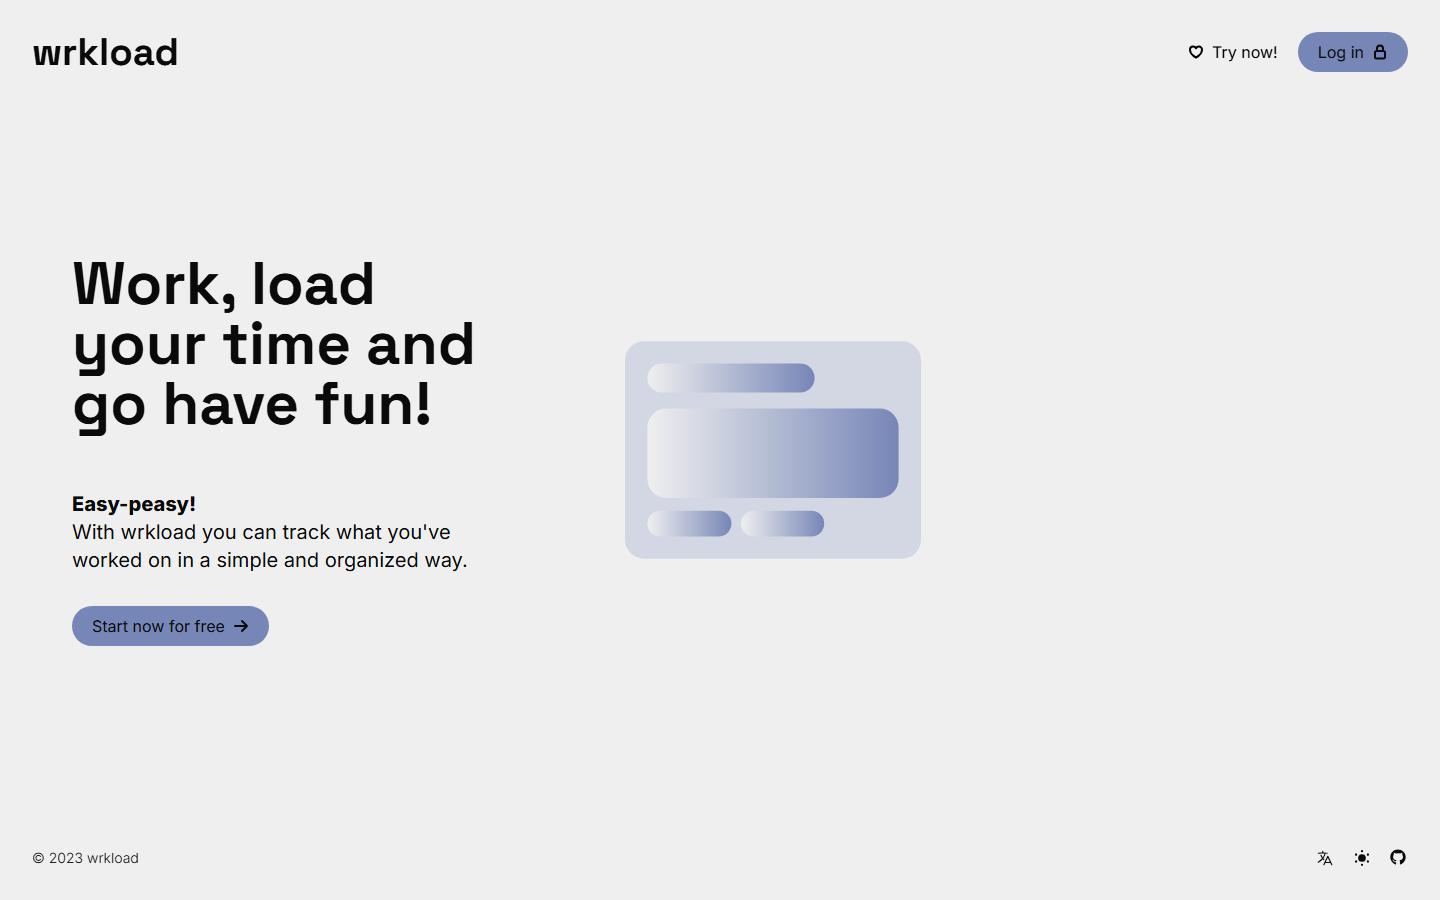 wrkload
Try now!
Log in
Work, load
your time and
go have fun!
Easy-peasy!
With wrkload you can track what you've
worked on in a simple and organized way.
Start now for free
© 2023 wrkload